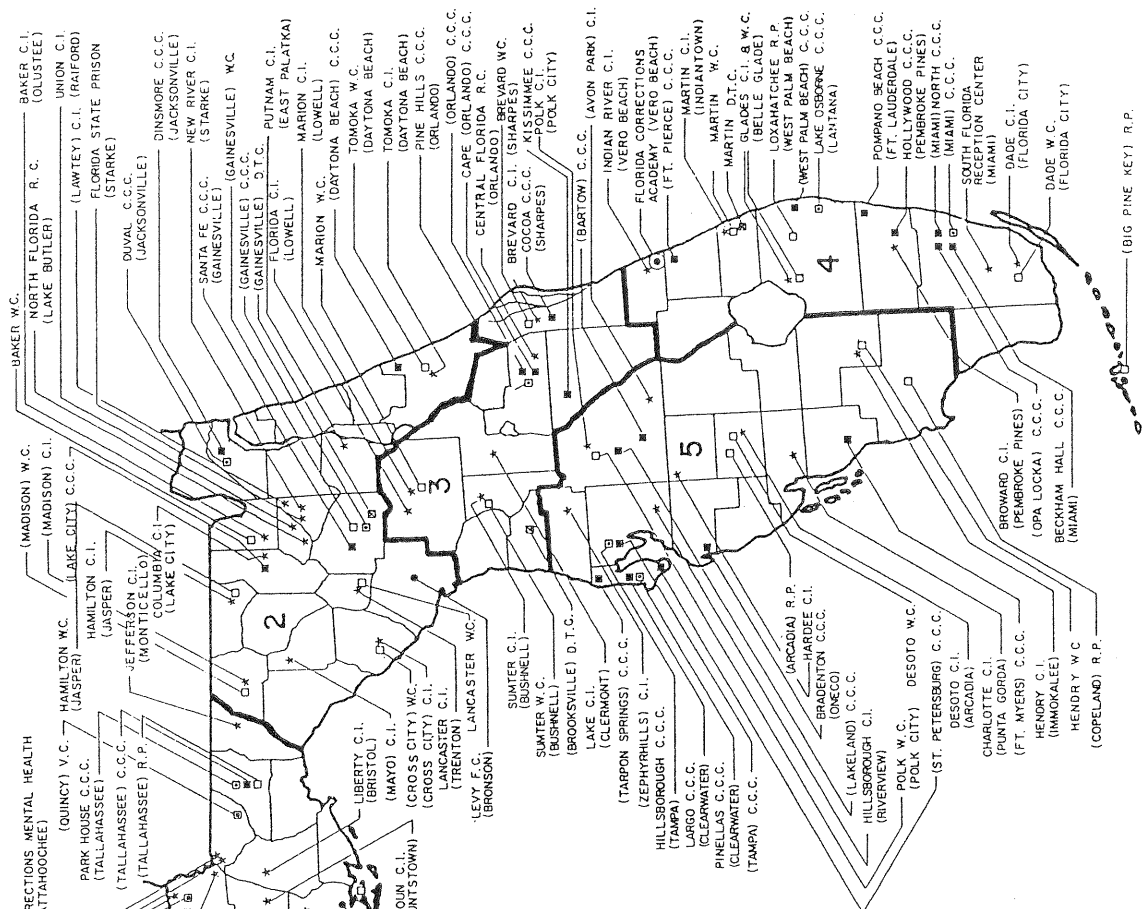 BAKER W.C.
BAKER C.I.
(OLUSTEE)
NORTH FLORIDA R. C.
(LAKE BUTLER)
UNION C.I.
(RAIFORD)
(LAWTEY) C.I.
FLORIDA STATE PRISON
(STARKE)
DUVAL C.C.C.
(JACKSONVILLE)
DINSMORE C.C.C.
(JACKSONVILLE)
NEW RIVER C.I.
(STARKE)
SANTA FE C.C.C.
(GAINESVILLE)
(GAINESVILLE) W.C.
(GAINESVILLE) C.C.C.
(GAINESVILLE) D.T.C.
FLORIDA C.I.
(LOWELL)
PUTNAM C.I.
(EAST PALATKA)
MARION C.I.
(LOWELL)
MARION W.C.
(DAYTONA BEACH) C.C.C.
TOMOKA W.C.
(DAYTONA BEACH)
TOMOKA C.I.
(DAYTONA BEACH)
PINE HILLS C.C.C.
(ORLANDO)
(ORLANDO) C.C.C.
CAPE (ORLANDO) C.C.C.
CENTRAL FLORIDA R.C.
(ORLANDO)
BREVARD W.C.
BREVARD C.I. (SHARPES)
COCOA C.C.C.
(SHARPES)
KISSIMMEE C.C.C.
POLK C.I.
(POLK CITY)
(BARTOW) C.C.C.
(AVON PARK) C.I.
INDIAN RIVER C.I.
(VERO BEACH)
FLORIDA CORRECTIONS
ACADEMY (VERO BEACH)
(FT. PIERCE) C.C.C.
MARTIN C.I.
(INDIANTOWN)
MARTIN W.C.
MARTIN D.T.C.
GLADES C.I. & W.C.
(BELLE GLADE)
LOXAHATCHEE R.P.
(WEST PALM BEACH)
(WEST PALM BEACH) C.C.C.
LAKE OSBORNE C.C.C.
(LANTANA)
POMPANO BEACH C.C.C.
(FT. LAUDERDALE)
HOLLYWOOD C.C.C.
(PEMBROKE PINES)
(MIAMI) NORTH C.C.C.
(MIAMI) C.C.C.
SOUTH FLORIDA
RECEPTION CENTER
(MIAMI)
DADE C.I.
(FLORIDA CITY)
DADE W.C.
(FLORIDA CITY)
(BIG PINE KEY) R.P.
(MADISON) W.C.
(MADISON) C.I.
(LAKE CITY) C.C.C.
COLUMBIA C.I.
(LAKE CITY)
HAMILTON W.C.
(JASPER)
HAMILTON C.I.
(JASPER)
JEFFERSON C.I.
(MONTICELLO)
RECTIONS MENTAL HEALTH
ATTAHOOCHEE)
(QUINCY) V.C.
PARK HOUSE C.C.C.
(TALLAHASSEE)
(TALLAHASSEE) C.C.C.
(TALLAHASSEE) R.P.
2
3
4
5
OUN C.I.
UNTSTOWN)
LIBERTY C.I.
(BRISTOL)
(MAYO) C.I.
(CROSS CITY) W.C.
(CROSS CITY) C.I.
LANCASTER C.I.
(TRENTON)
LEVY F.C.
(BRONSON)
LANCASTER W.C.
SUMTER C.I.
(BUSHNELL)
SUMTER W.C.
(BUSHNELL)
(BROOKSVILLE) D.T.C.
LAKE C.I.
(CLERMONT)
(TARPON SPRINGS) C.C.C.
(ZEPHYRHILLS) C.I.
HILLSBOROUGH C.C.C.
(TAMPA)
LARGO C.C.C.
(CLEARWATER)
PINELLAS C.C.C.
(CLEARWATER)
(TAMPA) C.C.C.
(ARCADIA) R.P.
HARDEE C.I.
BRADENTON C.C.C.
(ONECO)
(LAKELAND) C.C.C.
HILLSBOROUGH C.I.
(RIVERVIEW)
POLK W.C.
(POLK CITY)
DESOTO W.C.
(ST. PETERSBURG) C.C.C.
DESOTO C.I.
(ARCADIA)
CHARLOTTE C.I.
(PUNTA GORDA)
(FT. MYERS) C.C.C.
HENDRY C.I.
(IMMOKALEE)
HENDRY W C
(COPELAND) R.P.
BROWARD C.I.
(PEMBROKE PINES)
(OPA LOCKA) C.C.C.
BECKHAM HALL C.C.C.
(MIAMI)